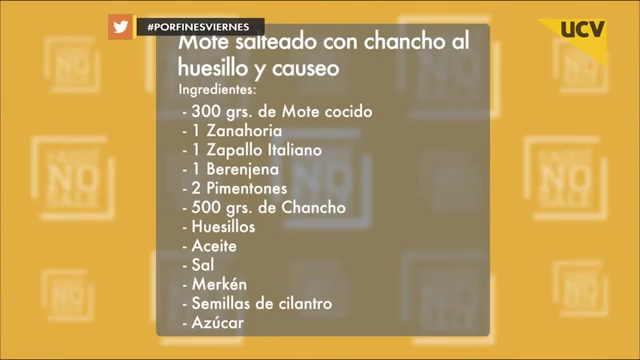 #PORFINESVIERNES
UCV
Mote salteado con chancho al
huesillo y causeo
Ingredientes:
- 300 grs. de Mote cocido
- 1 Zanahoria
- 1 Zapallo Italiano
- 1 Berenjena
- 2 Pimentones
- 500 grs. de Chancho
- Huesillos
- Aceite
- Sal
- Merkén
- Semillas de cilantro
- Azúcar